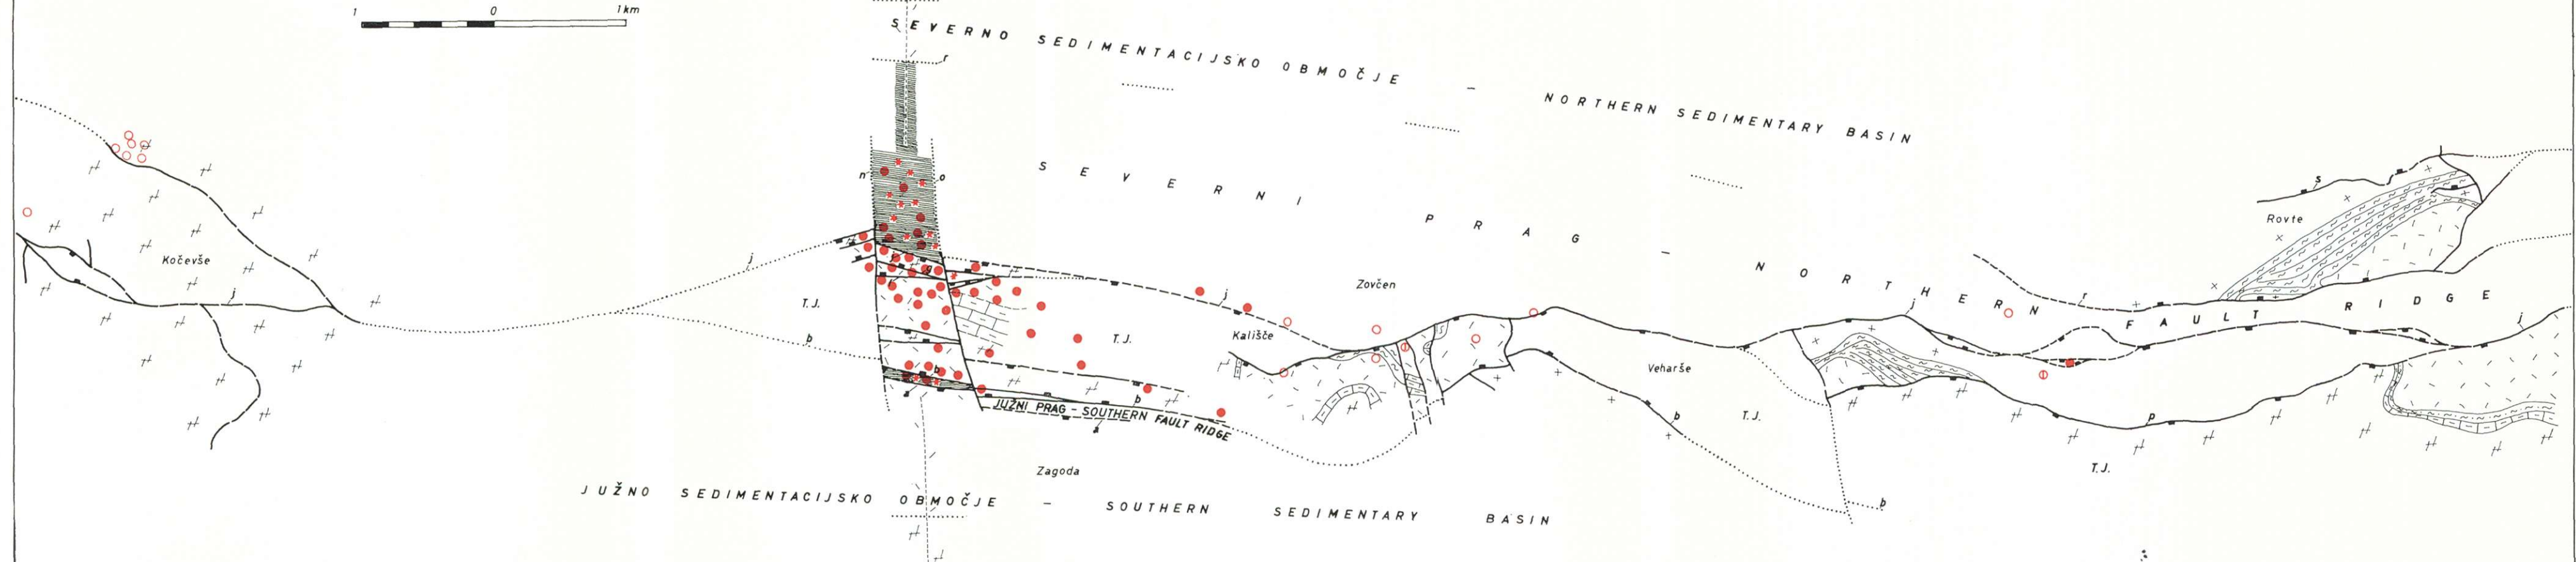 1 0 1 km
SEVERNO SEDIMENTACIJSKO OBMOČJE – NORTHERN SEDIMENTARY BASIN
r
SEVERNI PRAG – NORTHERN FAULT RIDGE
n o
s
Rovte
Kočevše
j
j
Zovčen
j
r
j
j
g
T.J.
T.J.
Kališče
b
Veharše
b
b
b
T.J.
p
JUŽNI PRAG – SOUTHERN FAULT RIDGE
a
a
Zagoda
T.J.
JUŽNO SEDIMENTACIJSKO OBMOČJE – SOUTHERN SEDIMENTARY BASIN
b